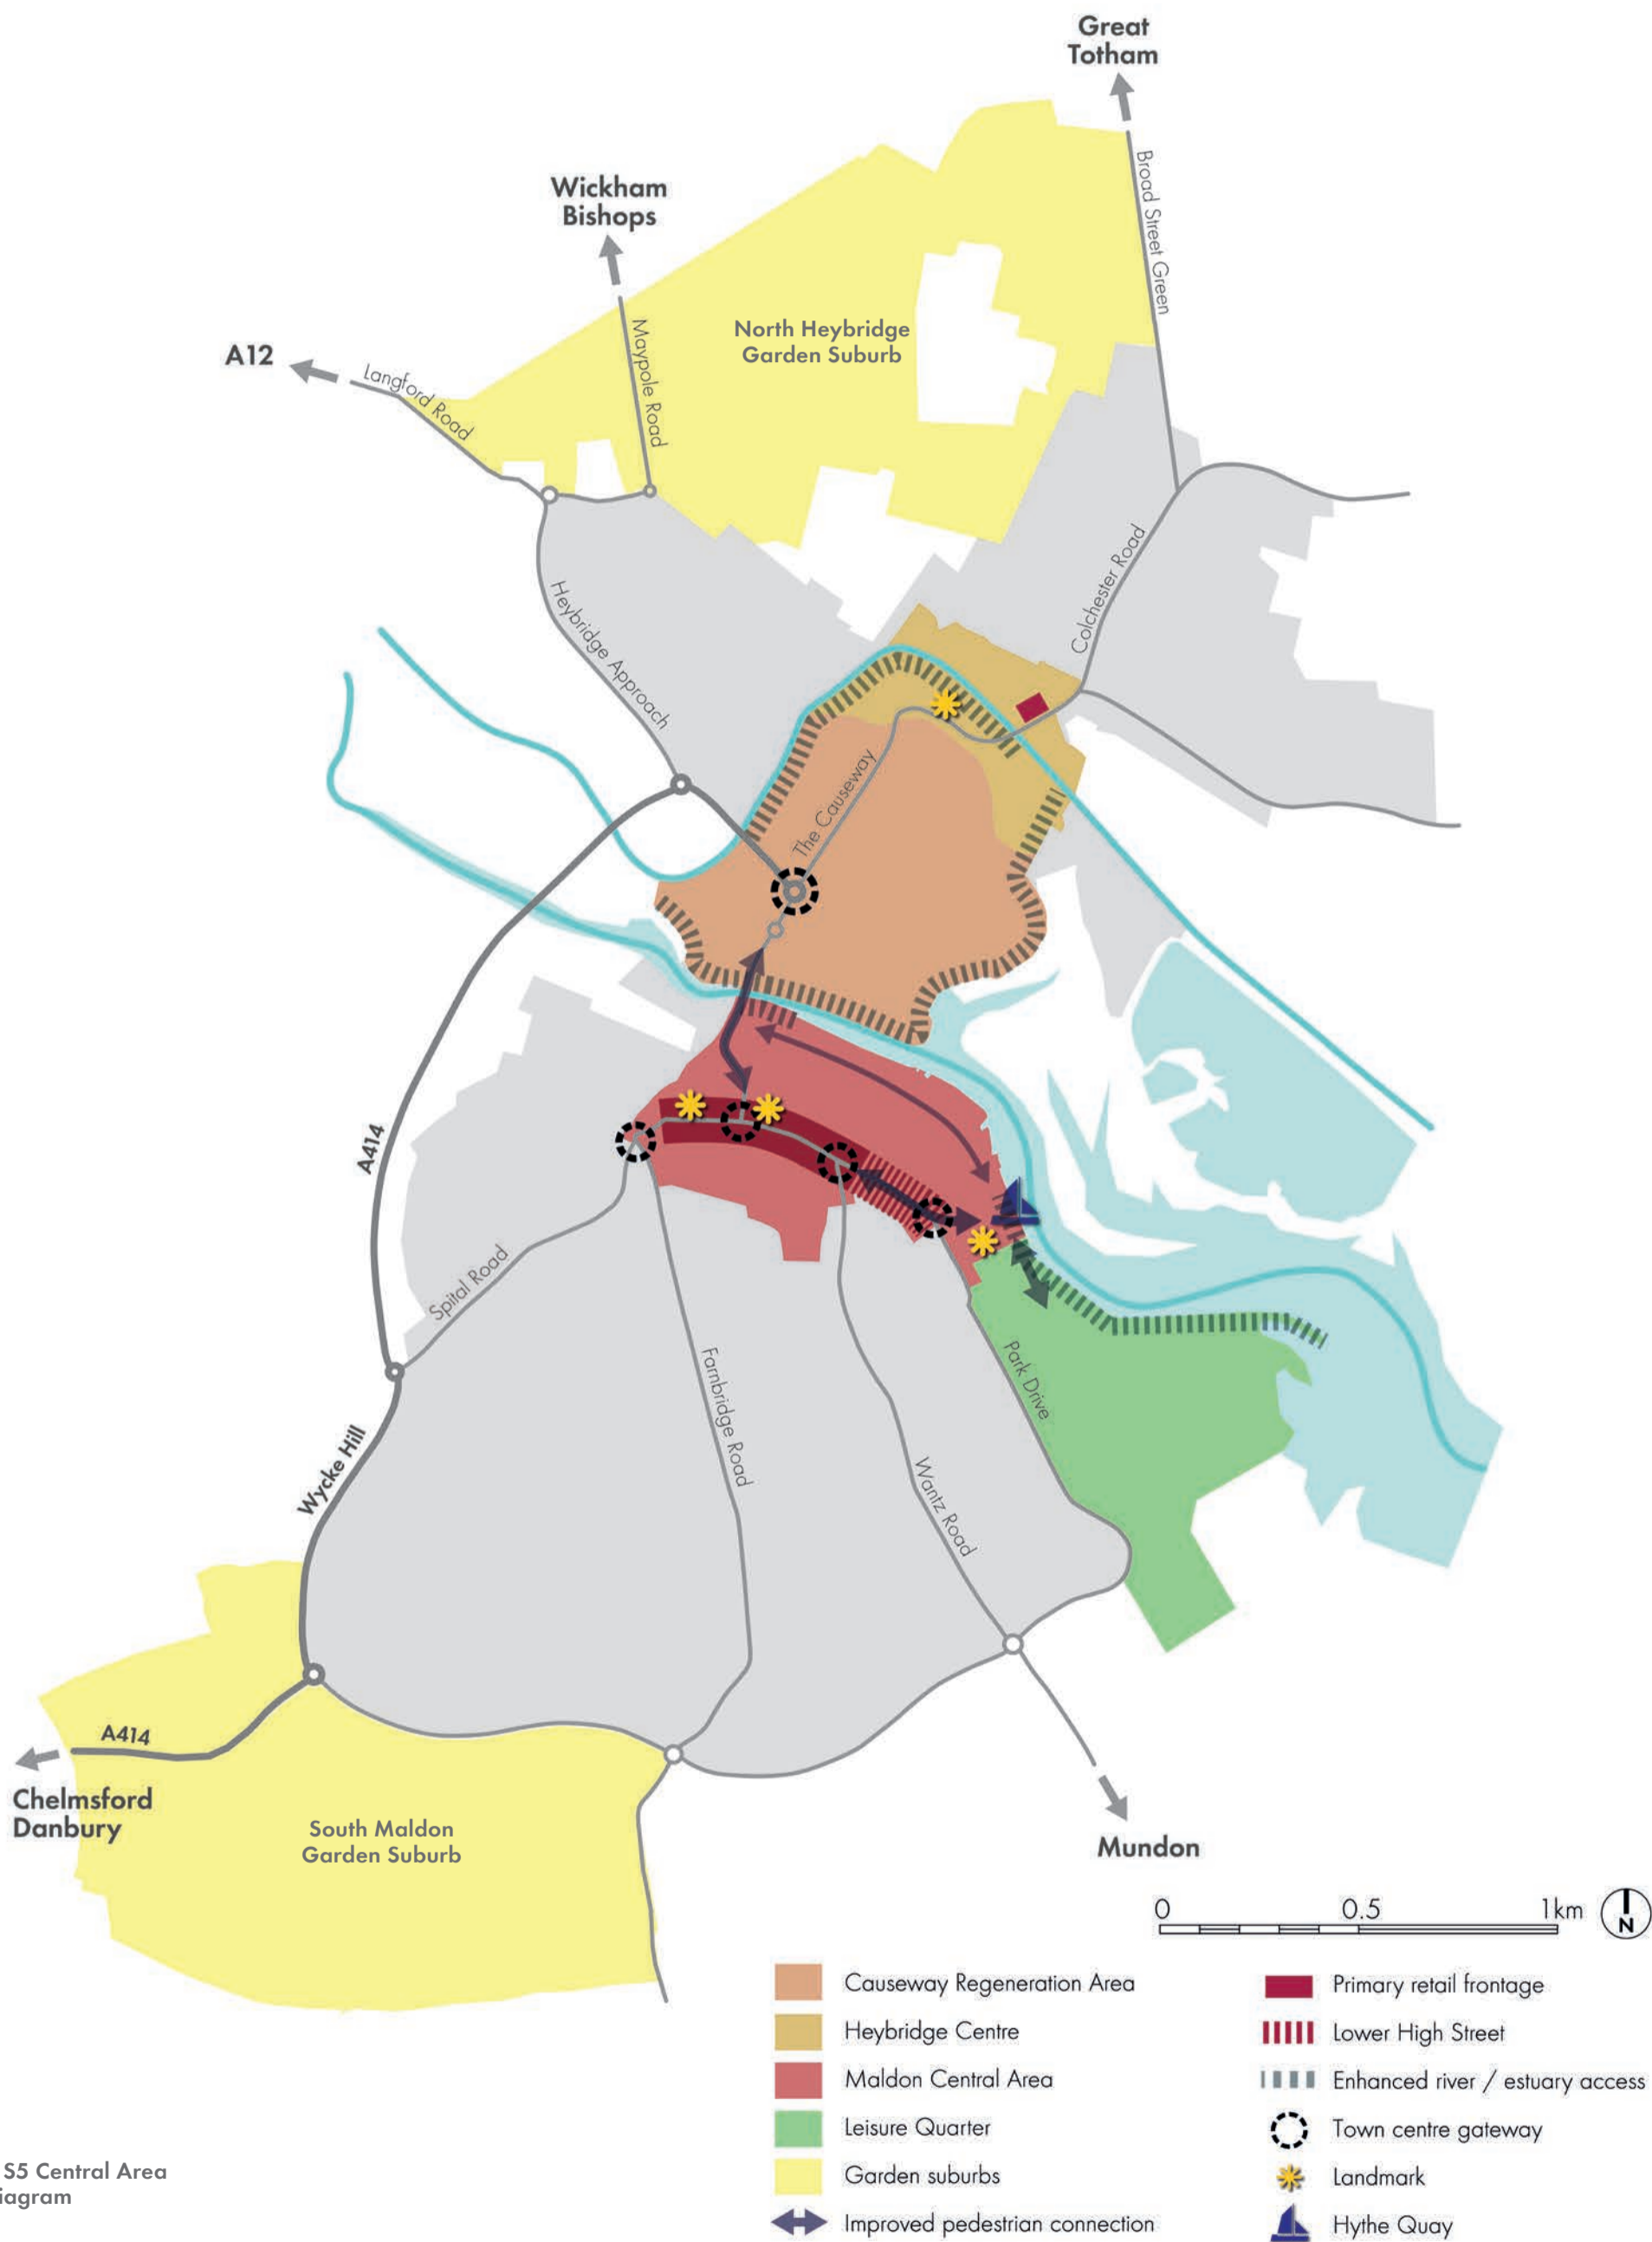 Great
Totham
Broad Street Green
Wickham
Bishops
Maypole Road
North Heybridge
Garden Suburb
A12
Langford Road
Colchester Road
Heybridge Approach
The Causeway
A414
Spital Road
Fambridge Road
Park Drive
Wantz Road
Wycke Hill
A414
Chelmsford
Danbury
South Maldon
Garden Suburb
Mundon
0 0.5 1km
N
Causeway Regeneration Area
Heybridge Centre
Maldon Central Area
Leisure Quarter
Garden suburbs
Improved pedestrian connection
Primary retail frontage
Lower High Street
Enhanced river / estuary access
Town centre gateway
Landmark
Hythe Quay
S5 Central Area
iagram